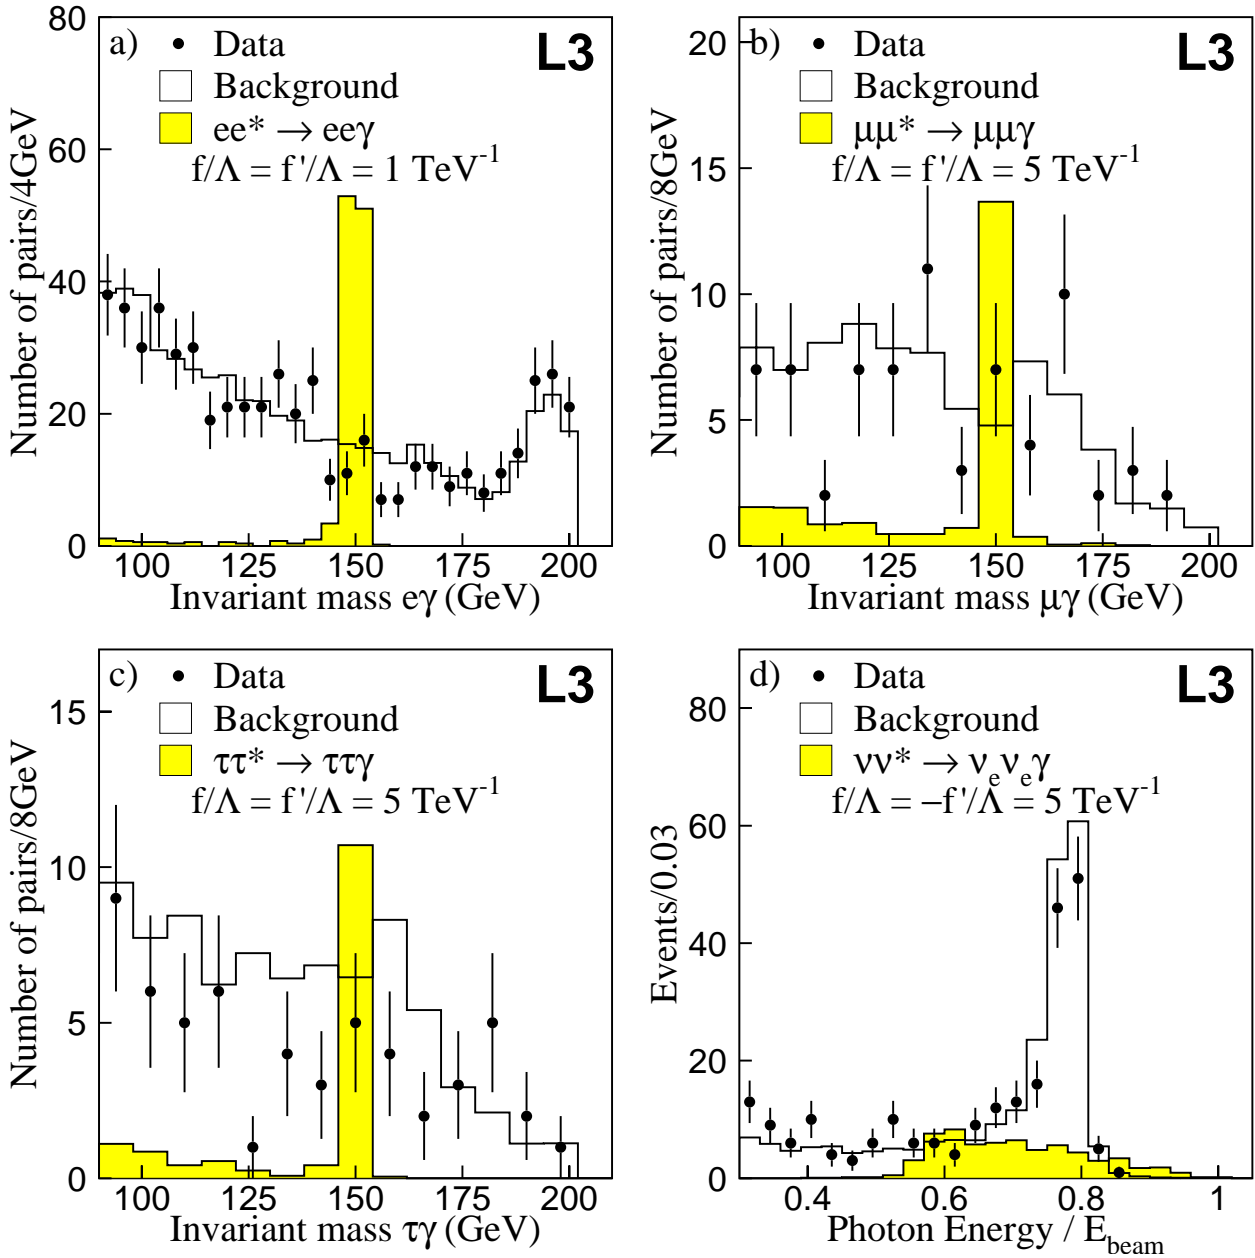 a) Data L3
Background
ee* → eeγ
f/Λ = f'/Λ = 1 TeV⁻¹
Number of pairs/4GeV
80
60
40
20
0
100 125 150 175 200
Invariant mass eγ (GeV)
b) Data L3
Background
μμ* → μμγ
f/Λ = f'/Λ = 5 TeV⁻¹
Number of pairs/8GeV
20
15
10
5
0
100 125 150 175 200
Invariant mass μγ (GeV)
c) Data L3
Background
ττ* → ττγ
f/Λ = f'/Λ = 5 TeV⁻¹
Number of pairs/8GeV
15
10
5
0
100 125 150 175 200
Invariant mass τγ (GeV)
d) Data L3
Background
νν* → νₑνₑγ
f/Λ = −f'/Λ = 5 TeV⁻¹
Events/0.03
80
60
40
20
0
0.4 0.6 0.8 1
Photon Energy / E_beam